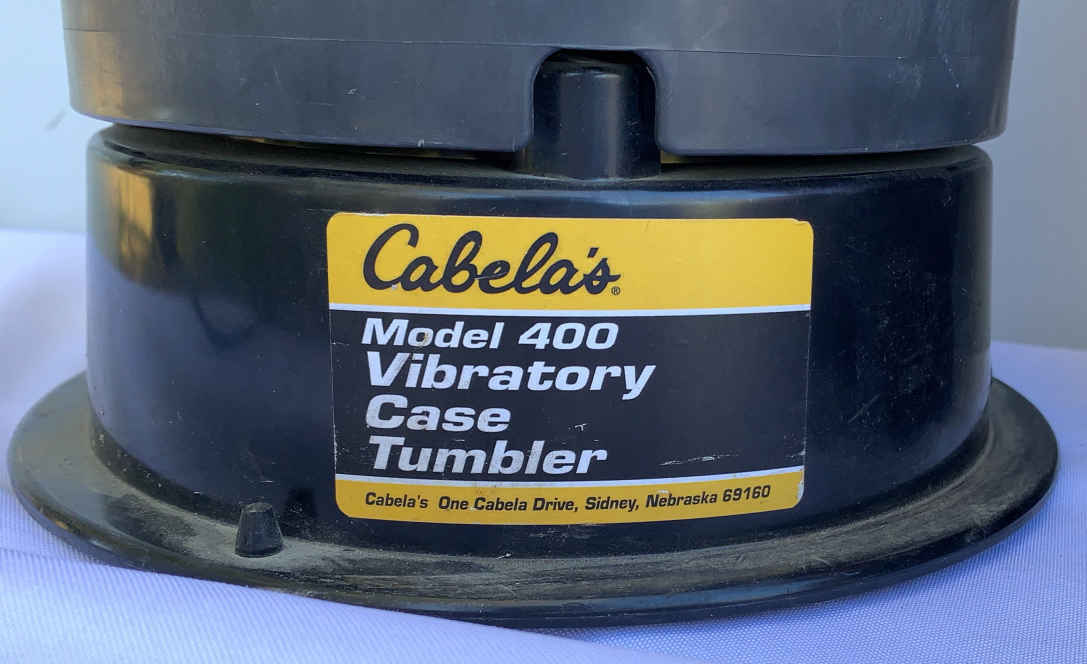 Cabela's®
Model 400
Vibratory
Case
Tumbler
Cabela's One Cabela Drive, Sidney, Nebraska 69160